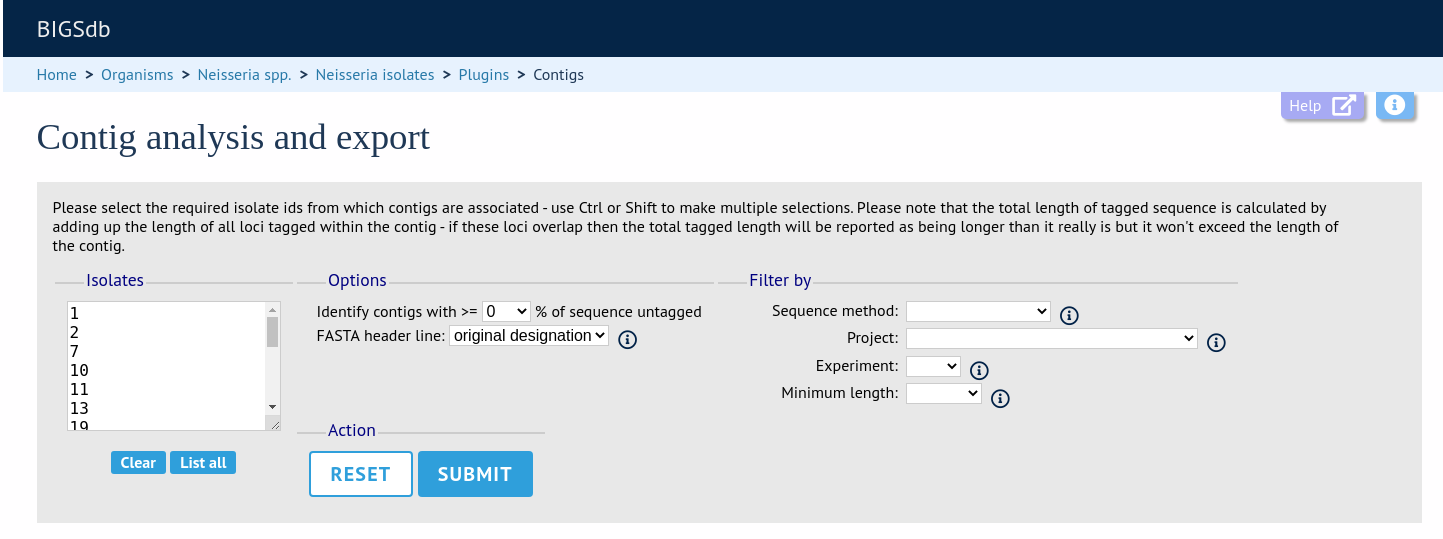 BIGSdb
Home > Organisms > Neisseria spp. > Neisseria isolates > Plugins > Contigs
Help
Contig analysis and export
Please select the required isolate ids from which contigs are associated - use Ctrl or Shift to make multiple selections. Please note that the total length of tagged sequence is calculated by
adding up the length of all loci tagged within the contig - if these loci overlap then the total tagged length will be reported as being longer than it really is but it won't exceed the length of
the contig.
Isolates
1
2
7
10
11
13
19
Clear List all
Options
Identify contigs with >= 0 % of sequence untagged
FASTA header line: original designation
Filter by
Sequence method:
Project:
Experiment:
Minimum length:
Action
RESET SUBMIT